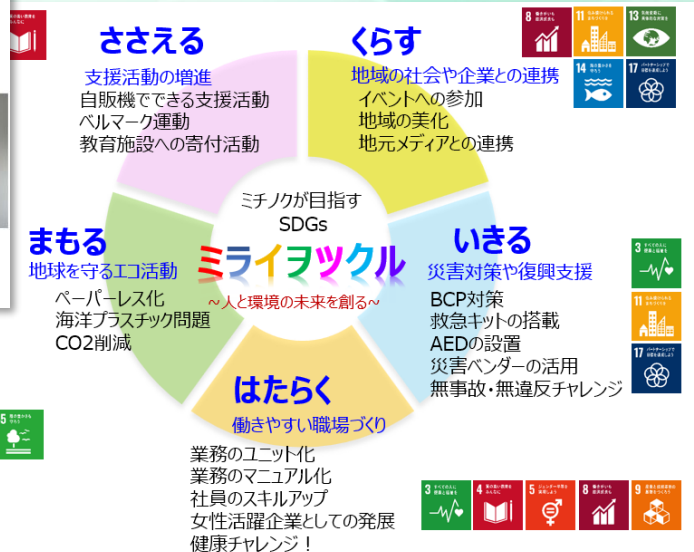 ささえる
支援活動の増進
自販機でできる支援活動
ベルマーク運動
教育施設への寄付活動
くらす
地域の社会や企業との連携
イベントへの参加
地域の美化
地元メディアとの連携
8
11
13
14
17
ミチノクが目指す
SDGs
ミライヲツクル
~人と環境の未来を創る~
まもる
地球を守るエコ活動
ペーパーレス化
海洋プラスチック問題
CO2削減
いきる
災害対策や復興支援
BCP対策
救急キットの搭載
AEDの設置
災害ベンダーの活用
無事故・無違反チャレンジ
3
11
17
はたらく
働きやすい職場づくり
業務のユニット化
業務のマニュアル化
社員のスキルアップ
女性活躍企業としての発展
健康チャレンジ！
5
3
4
5
8
9